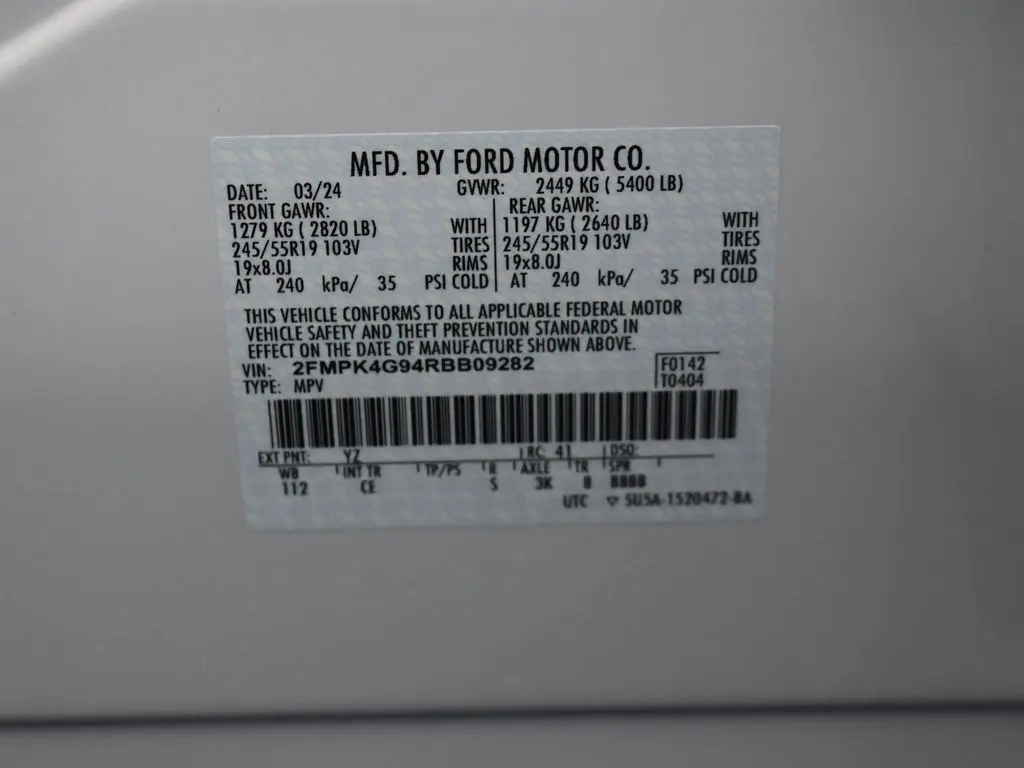 MFD. BY FORD MOTOR CO.
DATE: 03/24 GVWR: 2449 KG ( 5400 LB)
FRONT GAWR: REAR GAWR:
1279 KG ( 2820 LB) WITH 1197 KG ( 2640 LB) WITH
245/55R19 103V TIRES 245/55R19 103V TIRES
19x8.0J RIMS 19x8.0J RIMS
AT 240 kPa/ 35 PSI COLD AT 240 kPa/ 35 PSI COLD
THIS VEHICLE CONFORMS TO ALL APPLICABLE FEDERAL MOTOR
VEHICLE SAFETY AND THEFT PREVENTION STANDARDS IN
EFFECT ON THE DATE OF MANUFACTURE SHOWN ABOVE.
VIN: 2FMPK4G94RBB09282 F0142
TYPE: MPV T0404
EXT PNT: YZ RC: 41 DSO:
WB INT TR TP/PS R AXLE TR SPR
112 CE S 3K 8 8888
UTC ▽ 5U5A-1520472-BA